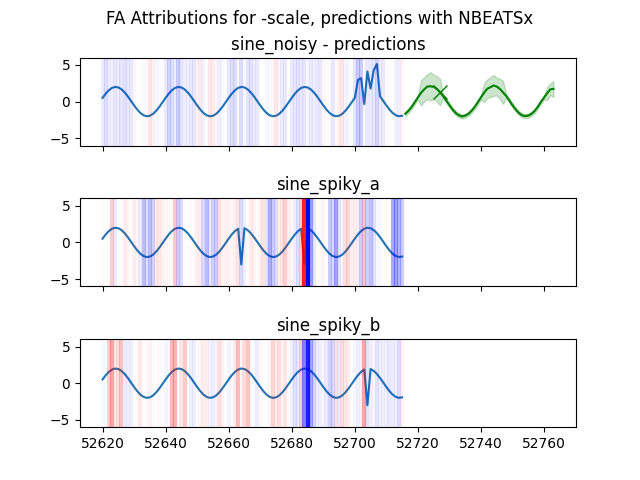 FA Attributions for -scale, predictions with NBEATSx
sine_noisy - predictions
5
0
−5
sine_spiky_a
5
0
−5
sine_spiky_b
5
0
−5
52620 52640 52660 52680 52700 52720 52740 52760